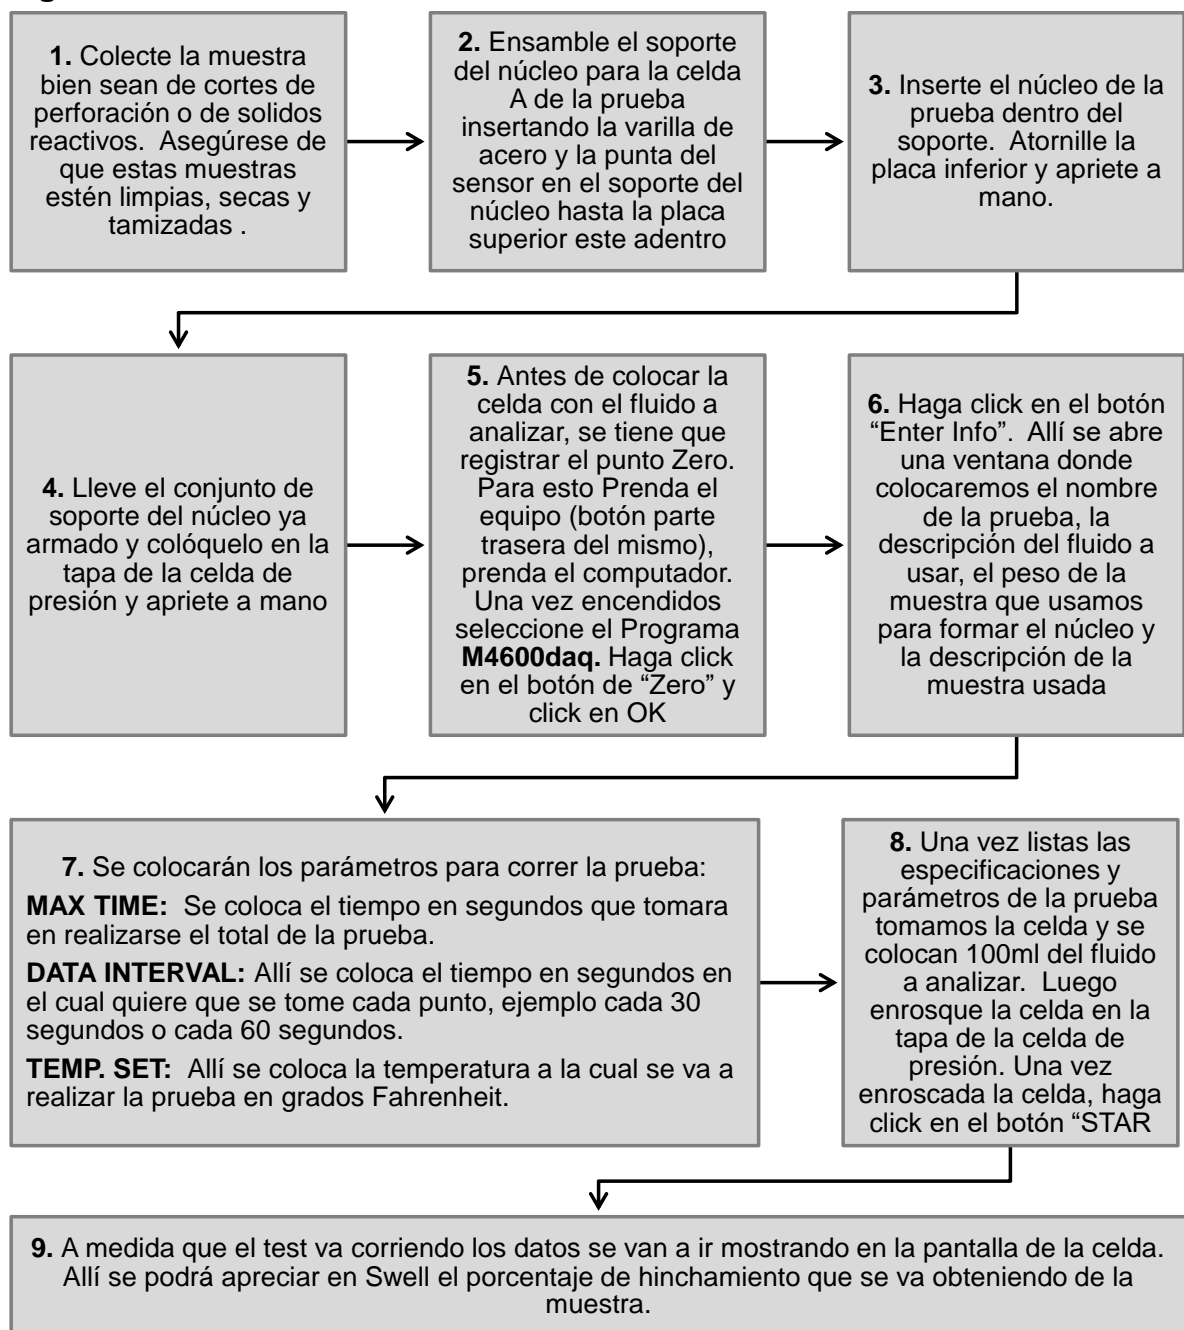 1. Colecte la muestra
bien sean de cortes de
perforación o de solidos
reactivos.  Asegúrese de
que estas muestras
estén limpias, secas y
tamizadas .
2. Ensamble el soporte
del núcleo para la celda
A de la prueba
insertando la varilla de
acero y la punta del
sensor en el soporte del
núcleo hasta la placa
superior este adentro
3. Inserte el núcleo de la
prueba dentro del
soporte.  Atornille la
placa inferior y apriete a
mano.
4. Lleve el conjunto de
soporte del núcleo ya
armado y colóquelo en la
tapa de la celda de
presión y apriete a mano
5. Antes de colocar la
celda con el fluido a
analizar, se tiene que
registrar el punto Zero.
Para esto Prenda el
equipo (botón parte
trasera del mismo),
prenda el computador.
Una vez encendidos
seleccione el Programa
M4600daq. Haga click
en el botón de “Zero” y
click en OK
6. Haga click en el botón
“Enter Info”.  Allí se abre
una ventana donde
colocaremos el nombre
de la prueba, la
descripción del fluido a
usar, el peso de la
muestra que usamos
para formar el núcleo y
la descripción de la
muestra usada
7. Se colocarán los parámetros para correr la prueba:
MAX TIME:  Se coloca el tiempo en segundos que tomara
en realizarse el total de la prueba.
DATA INTERVAL: Allí se coloca el tiempo en segundos en
el cual quiere que se tome cada punto, ejemplo cada 30
segundos o cada 60 segundos.
TEMP. SET:  Allí se coloca la temperatura a la cual se va a
realizar la prueba en grados Fahrenheit.
8. Una vez listas las
especificaciones y
parámetros de la prueba
tomamos la celda y se
colocan 100ml del fluido
a analizar.  Luego
enrosque la celda en la
tapa de la celda de
presión. Una vez
enroscada la celda, haga
click en el botón “STAR
9. A medida que el test va corriendo los datos se van a ir mostrando en la pantalla de la celda.
Allí se podrá apreciar en Swell el porcentaje de hinchamiento que se va obteniendo de la
muestra.